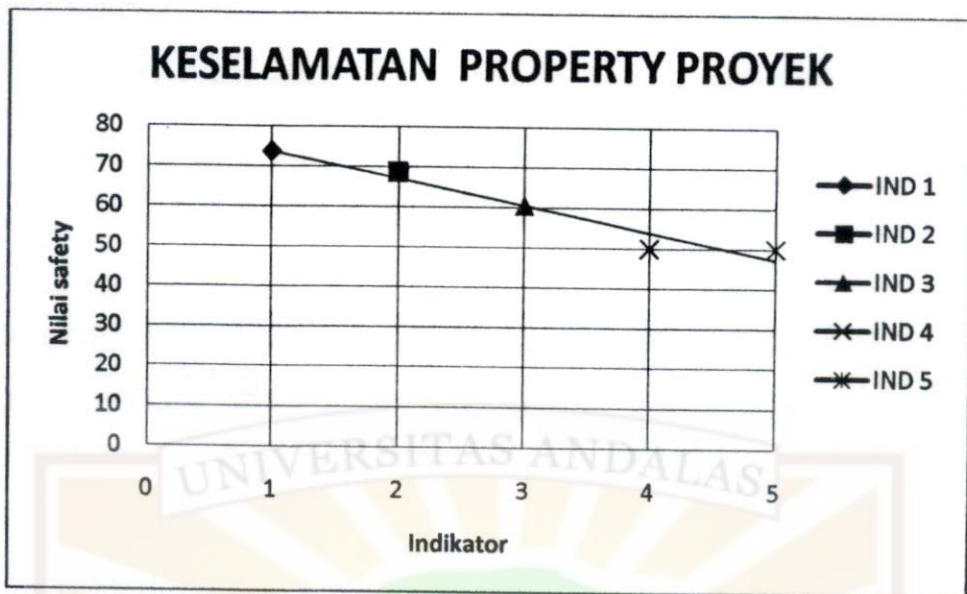 KESELAMATAN PROPERTY PROYEK
Nilai safety
80
70
60
50
40
30
20
10
0
0 1 2 3 4 5
Indikator
IND 1
IND 2
IND 3
IND 4
IND 5
UNIVERSITAS ANDALAS